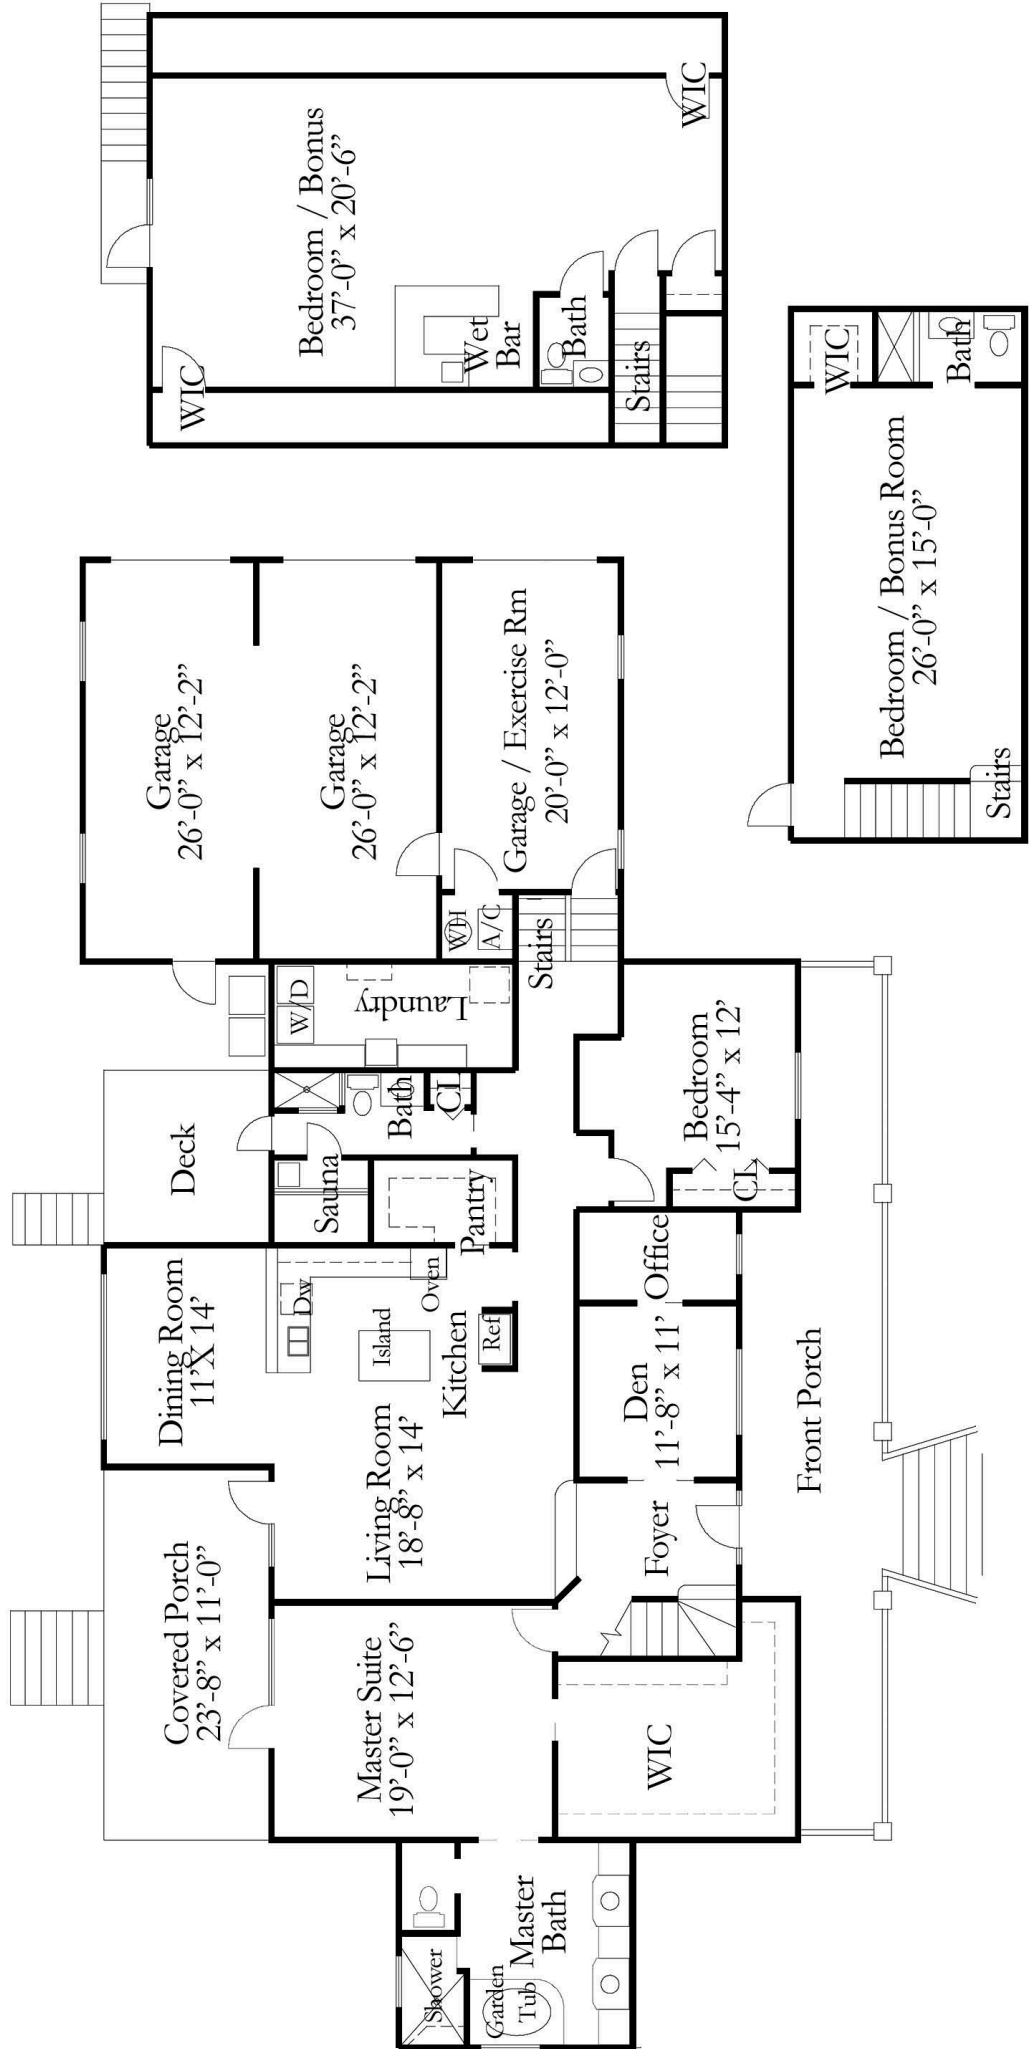 Covered Porch
23’-8” x 11’-0”
Dining Room
11’X 14’
Deck
Garage
26’-0” x 12’-2”
Garage
26’-0” x 12’-2”
Garage / Exercise Rm
20’-0” x 12’-0”
Shower
Garden
Tub
Master
Bath
Master Suite
19’-0” x 12’-6”
WIC
Living Room
18’-8” x 14’
Kitchen
Island
Dw
Oven
Ref
Pantry
Sauna
Bath
CL
W/D
Laundry
WH
A/C
Stairs
Foyer
Den
11’-8” x 11’
Office
Bedroom
15’-4” x 12’
CL
Front Porch
WIC
Bedroom / Bonus
37’-0” x 20’-6”
Wet
Bar
Bath
Stairs
WIC
Bedroom / Bonus Room
26’-0” x 15’-0”
Stairs
WIC
Bath